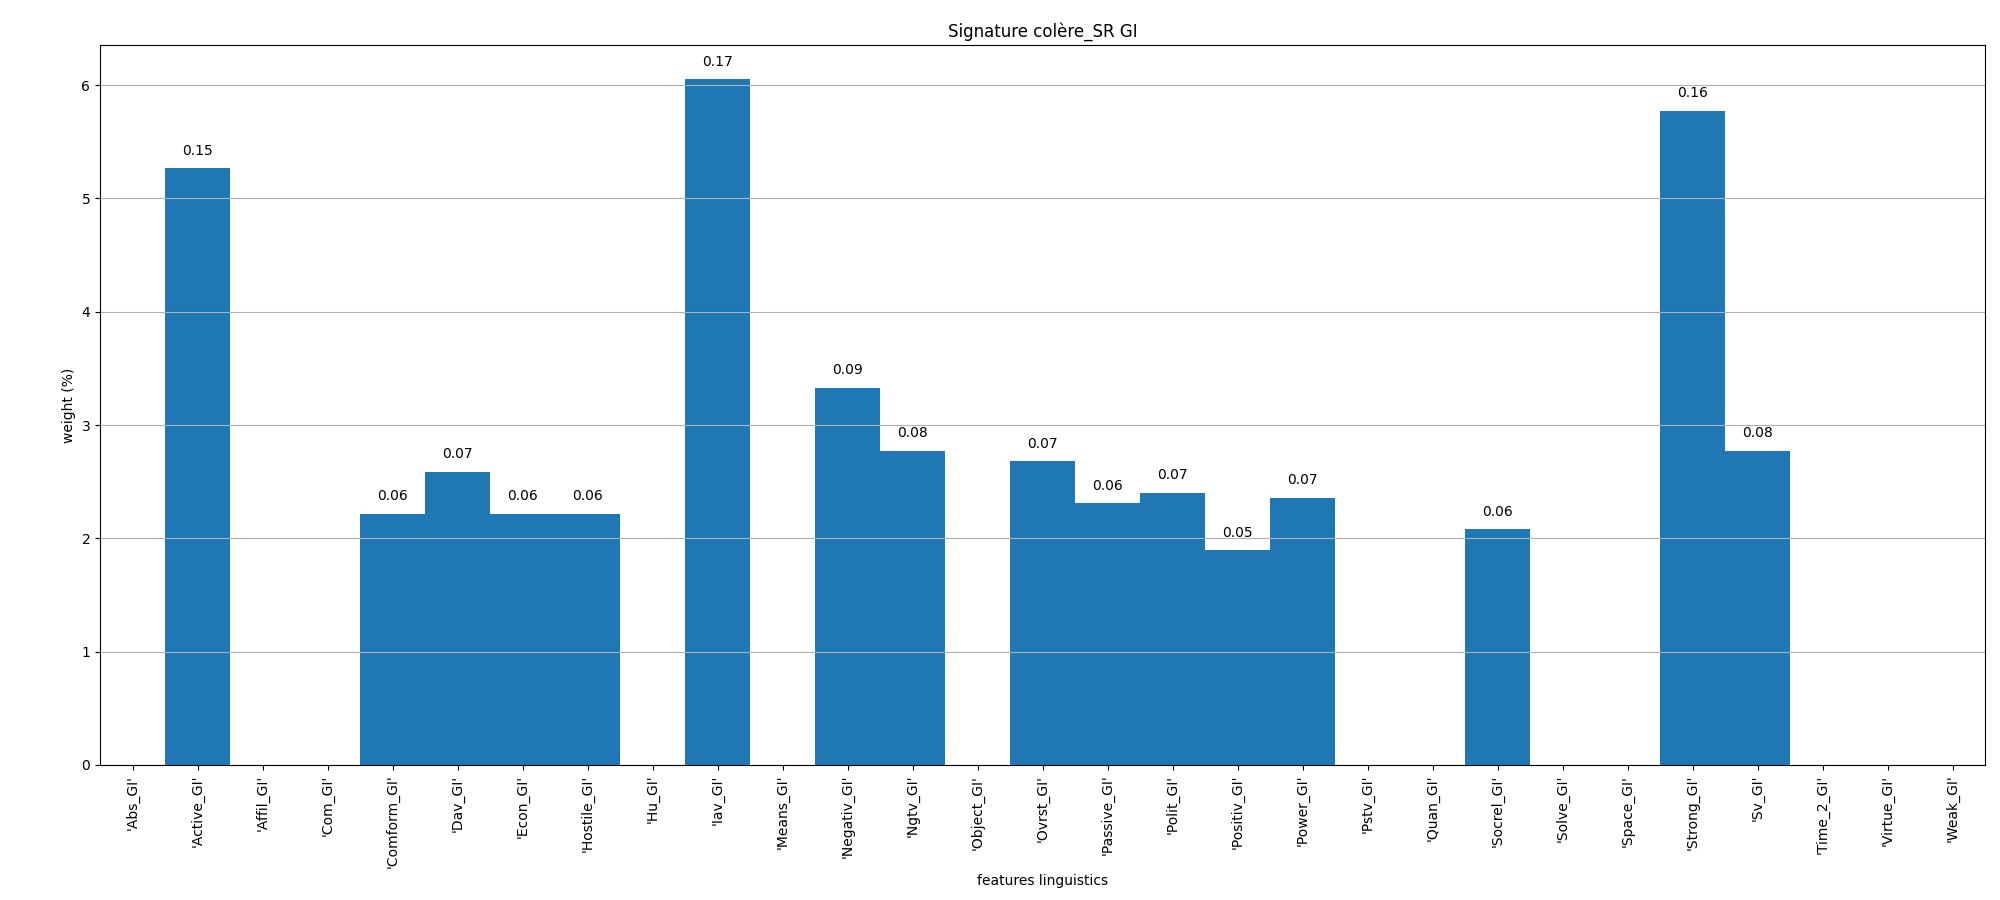 Signature colère_SR GI
weight (%)
6
5
4
3
2
1
0
0.15
0.06
0.07
0.06
0.06
0.17
0.09
0.08
0.07
0.06
0.07
0.05
0.07
0.06
0.16
0.08
'Abs_GI'
'Active_GI'
'Affil_GI'
'Com_GI'
'Comform_GI'
'Dav_GI'
'Econ_GI'
'Hostile_GI'
'Hu_GI'
'Iav_GI'
'Means_GI'
'Negativ_GI'
'Ngtv_GI'
'Object_GI'
'Ovrst_GI'
'Passive_GI'
'Polit_GI'
'Positiv_GI'
'Power_GI'
'Pstv_GI'
'Quan_GI'
'Socrel_GI'
'Solve_GI'
'Space_GI'
'Strong_GI'
'Sv_GI'
'Time_2_GI'
'Virtue_GI'
'Weak_GI'
features linguistics